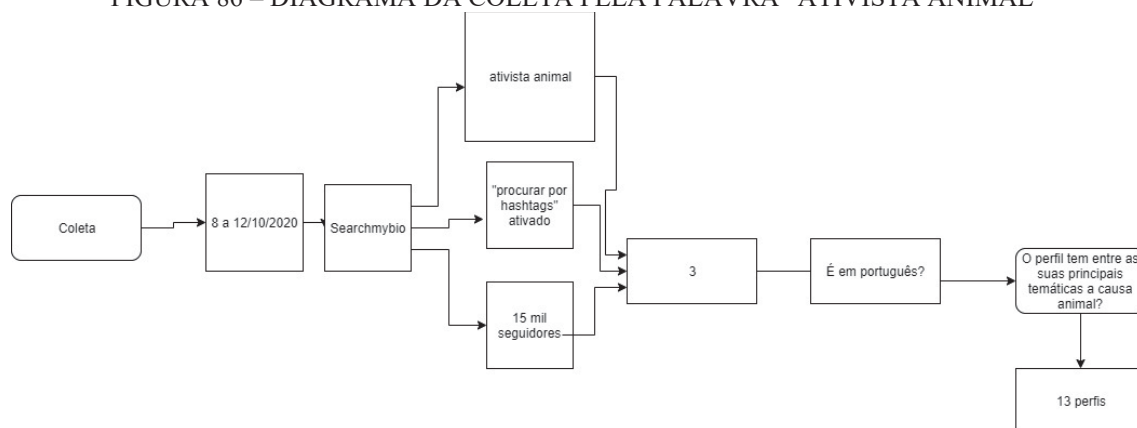 FIGURA 80 – DIAGRAMA DA COLETA PELA PALAVRA "ATIVISTA ANIMAL"
ativista animal
Coleta
8 a 12/10/2020
Searchmybio
"procurar por
hashtags"
ativado
15 mil
seguidores
3
É em português?
O perfil tem entre as
suas principais
temáticas a causa
animal?
13 perfis